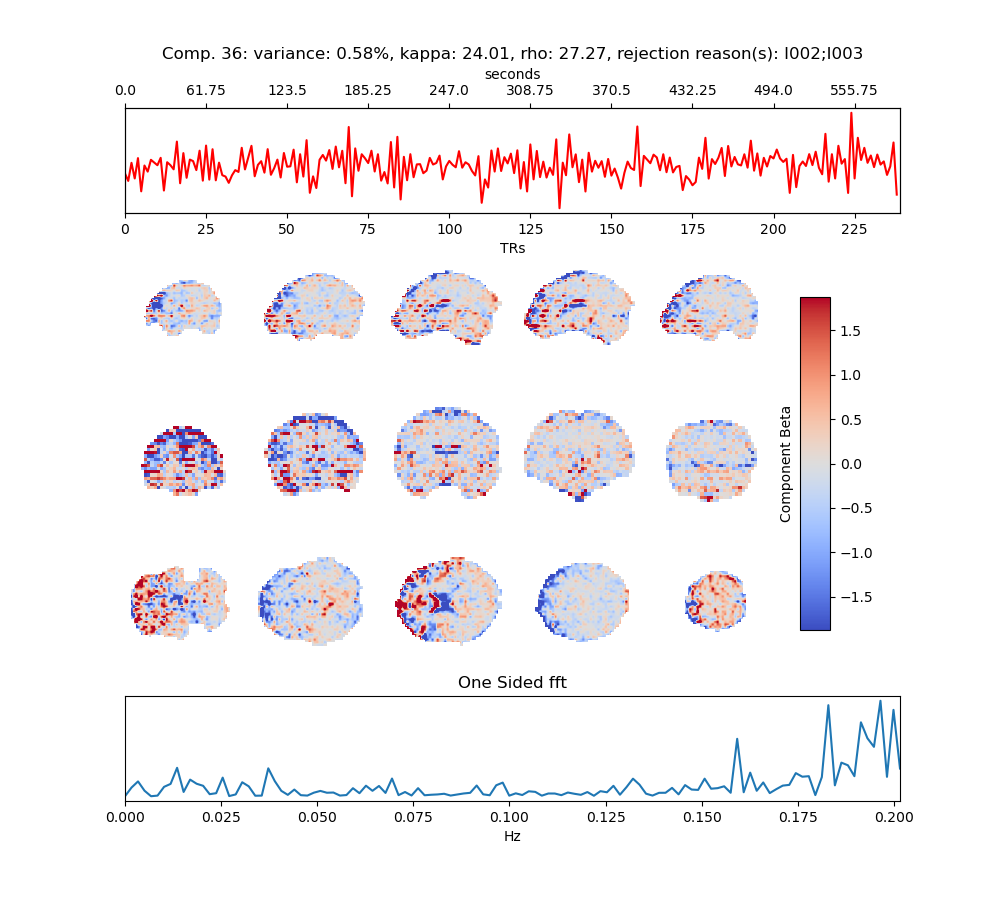 Comp. 36: variance: 0.58%, kappa: 24.01, rho: 27.27, rejection reason(s): I002;I003
seconds
0.0 61.75 123.5 185.25 247.0 308.75 370.5 432.25 494.0 555.75
0 25 50 75 100 125 150 175 200 225
TRs
1.5
1.0
0.5
0.0
−0.5
−1.0
−1.5
Component Beta
One Sided fft
0.000 0.025 0.050 0.075 0.100 0.125 0.150 0.175 0.200
Hz